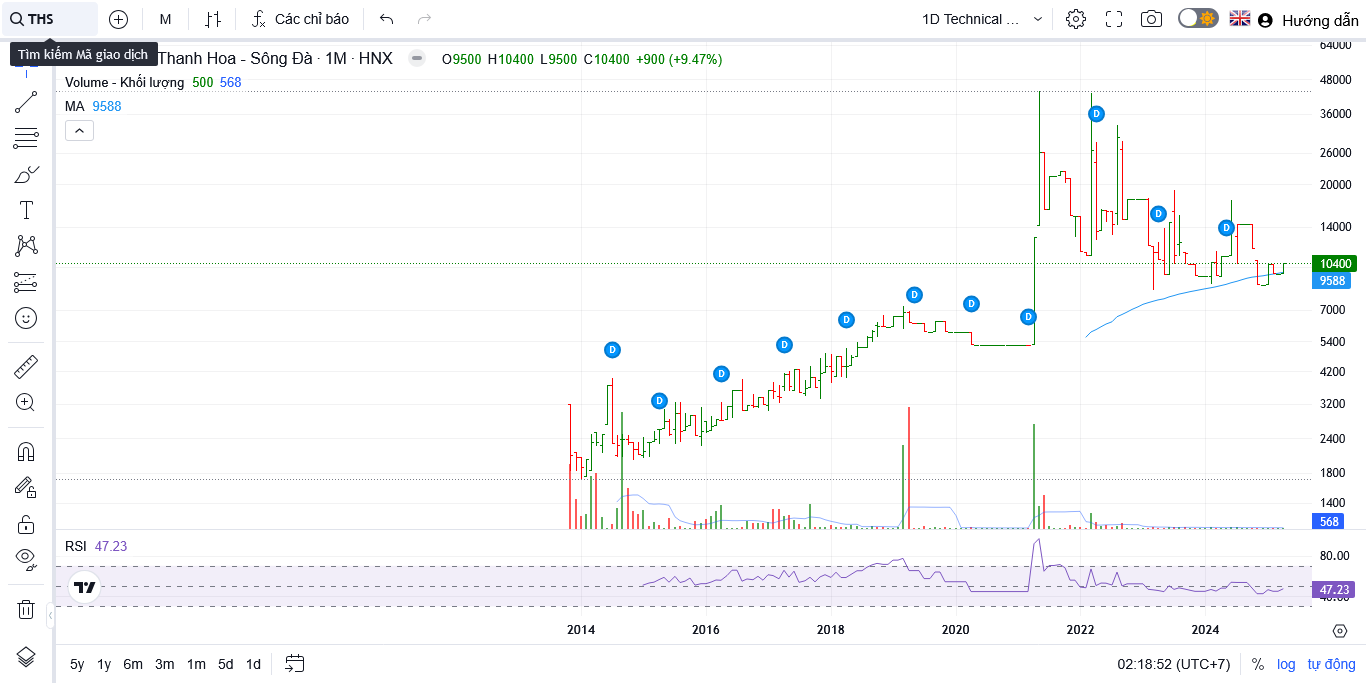 THS
M
Các chỉ báo
1D Technical ...
Hướng dẫn
Tìm kiếm Mã giao dịch
Thanh Hoa - Sông Đà · 1M · HNX
O9500 H10400 L9500 C10400 +900 (+9.47%)
Volume - Khối lượng 500 568
MA 9588
64000
48000
36000
26000
20000
14000
10400
9588
7000
5400
4200
3200
2400
1800
1400
568
D
D
D
D
D
D
D
D
D
D
D
RSI 47.23
80.00
47.23
40.00
2014
2016
2018
2020
2022
2024
5y
1y
6m
3m
1m
5d
1d
02:18:52 (UTC+7)
%
log
tự động